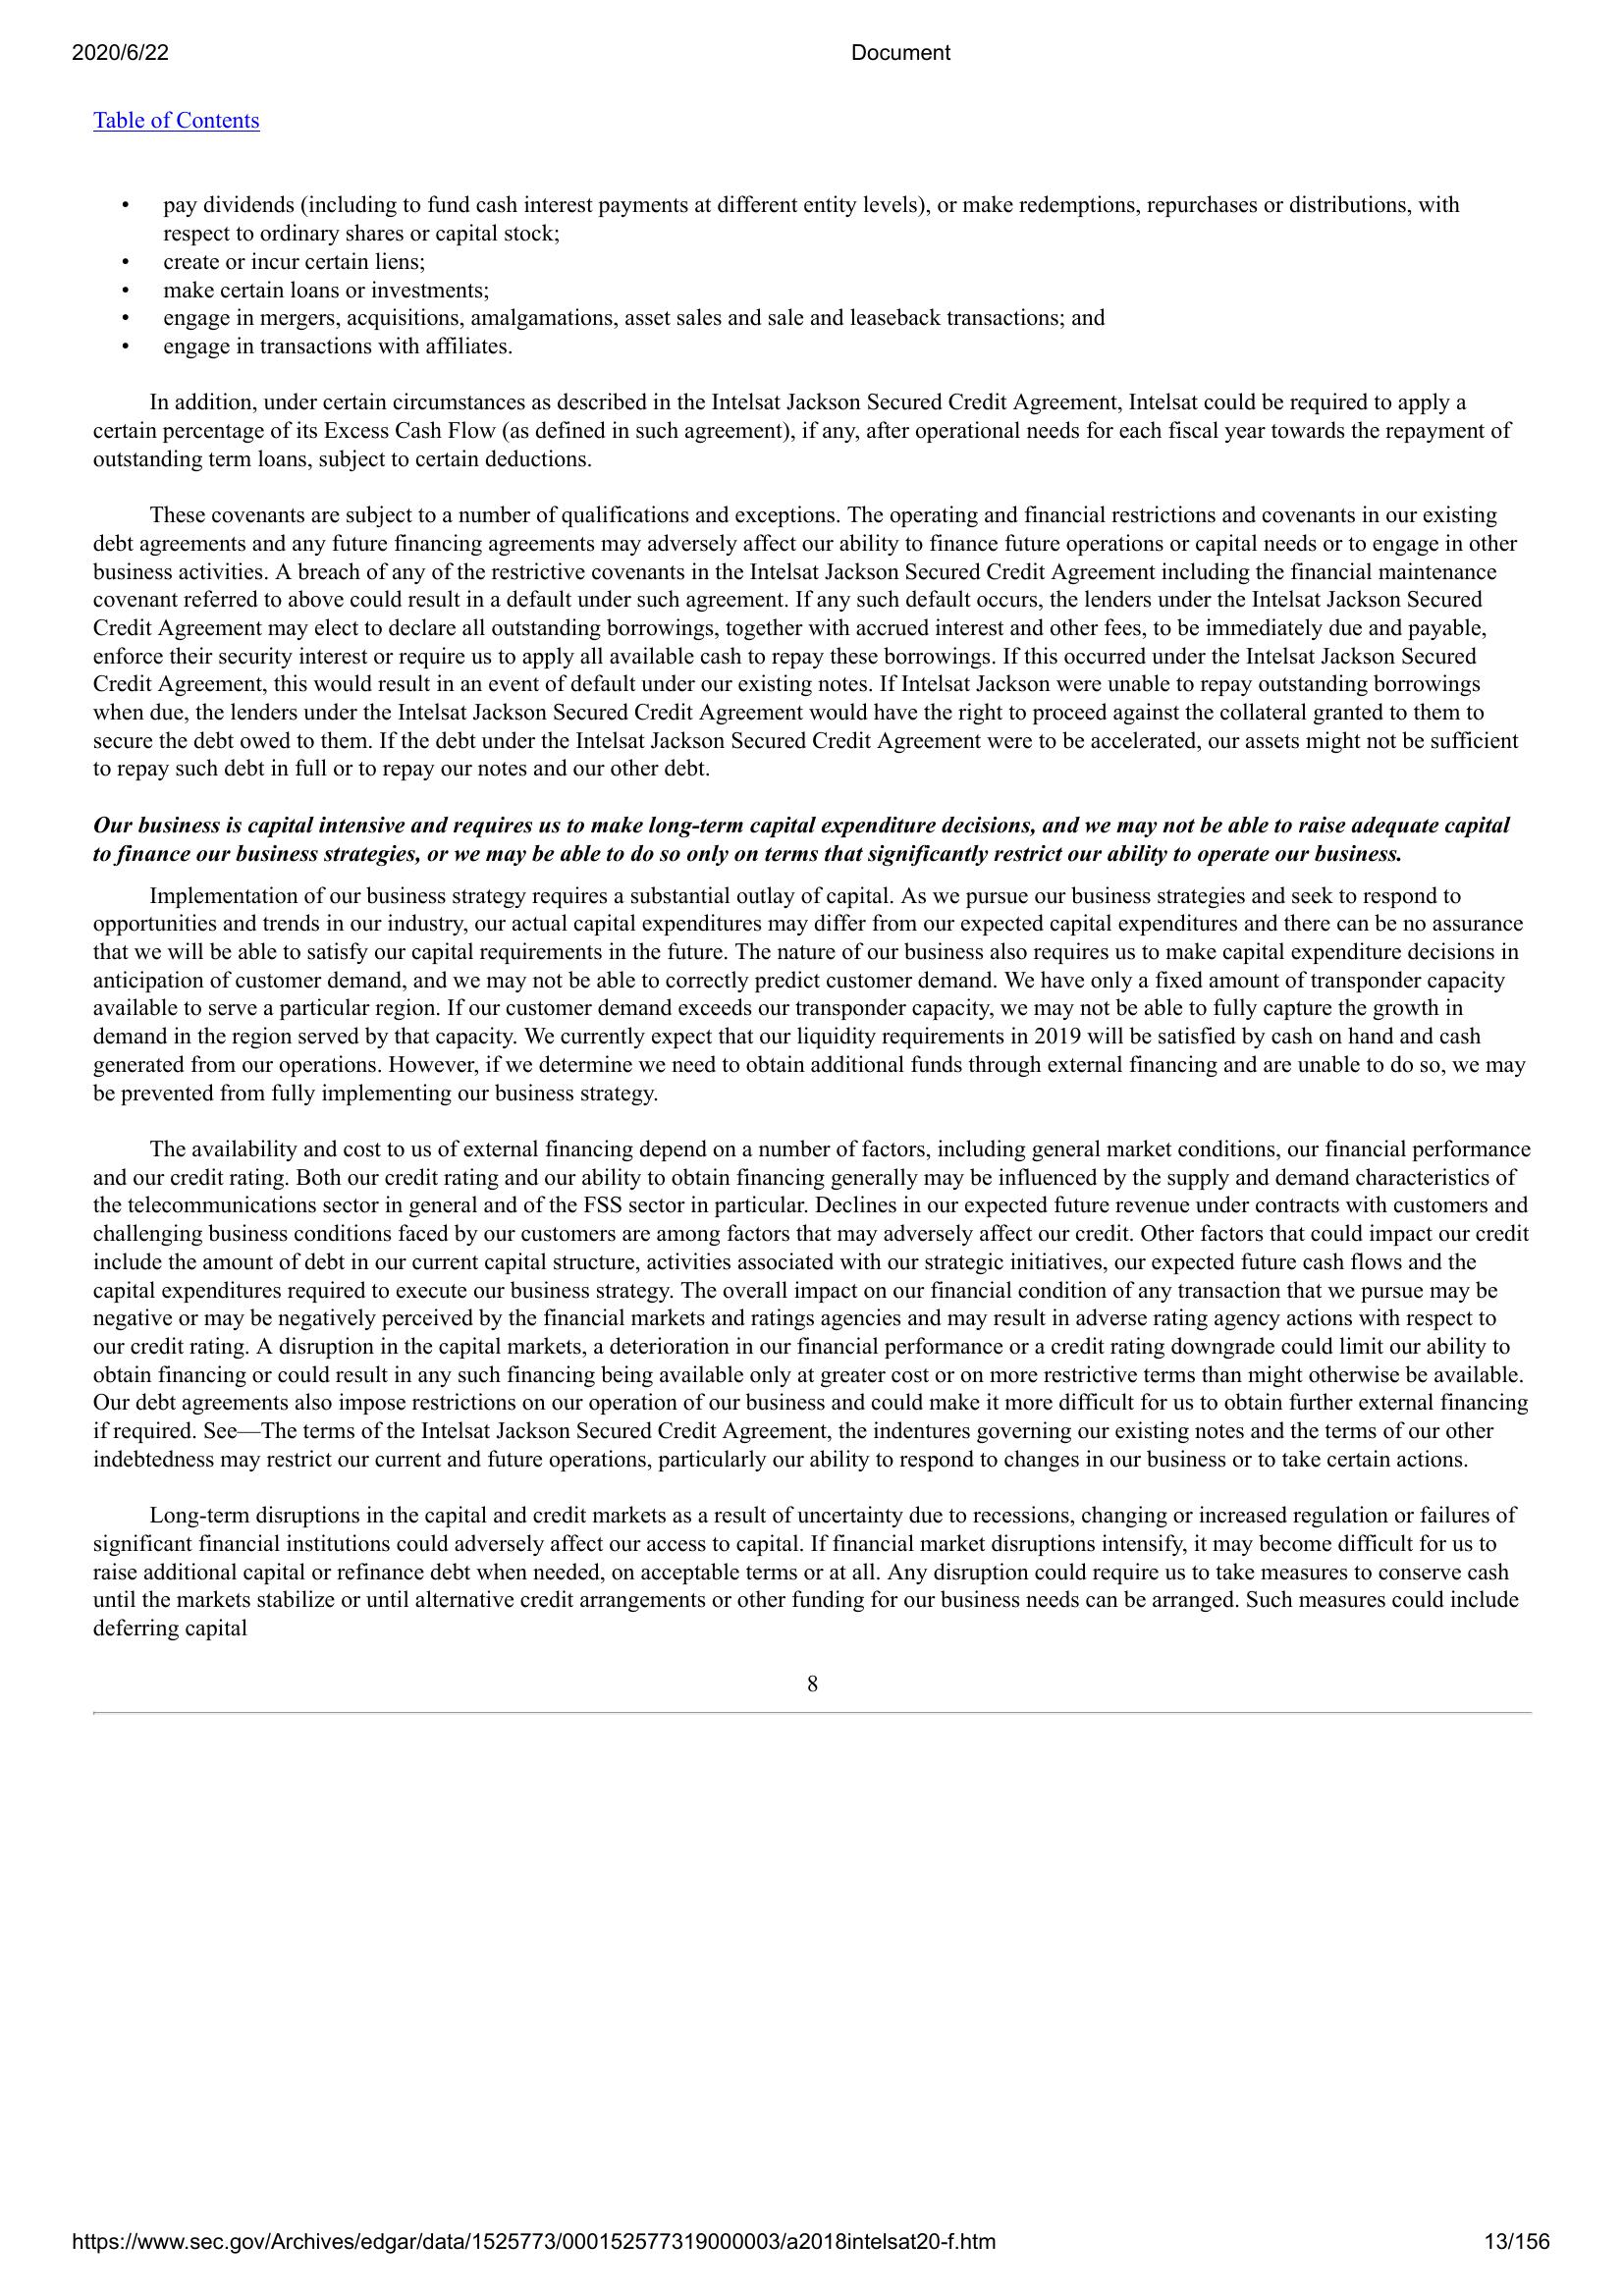 2020/6/22 Document
Table of Contents
• pay dividends (including to fund cash interest payments at different entity levels), or make redemptions, repurchases or distributions, with
respect to ordinary shares or capital stock;
• create or incur certain liens;
• make certain loans or investments;
• engage in mergers, acquisitions, amalgamations, asset sales and sale and leaseback transactions; and
• engage in transactions with affiliates.
In addition, under certain circumstances as described in the Intelsat Jackson Secured Credit Agreement, Intelsat could be required to apply a
certain percentage of its Excess Cash Flow (as defined in such agreement), if any, after operational needs for each fiscal year towards the repayment of
outstanding term loans, subject to certain deductions.
These covenants are subject to a number of qualifications and exceptions. The operating and financial restrictions and covenants in our existing
debt agreements and any future financing agreements may adversely affect our ability to finance future operations or capital needs or to engage in other
business activities. A breach of any of the restrictive covenants in the Intelsat Jackson Secured Credit Agreement including the financial maintenance
covenant referred to above could result in a default under such agreement. If any such default occurs, the lenders under the Intelsat Jackson Secured
Credit Agreement may elect to declare all outstanding borrowings, together with accrued interest and other fees, to be immediately due and payable,
enforce their security interest or require us to apply all available cash to repay these borrowings. If this occurred under the Intelsat Jackson Secured
Credit Agreement, this would result in an event of default under our existing notes. If Intelsat Jackson were unable to repay outstanding borrowings
when due, the lenders under the Intelsat Jackson Secured Credit Agreement would have the right to proceed against the collateral granted to them to
secure the debt owed to them. If the debt under the Intelsat Jackson Secured Credit Agreement were to be accelerated, our assets might not be sufficient
to repay such debt in full or to repay our notes and our other debt.
Our business is capital intensive and requires us to make long-term capital expenditure decisions, and we may not be able to raise adequate capital
to finance our business strategies, or we may be able to do so only on terms that significantly restrict our ability to operate our business.
Implementation of our business strategy requires a substantial outlay of capital. As we pursue our business strategies and seek to respond to
opportunities and trends in our industry, our actual capital expenditures may differ from our expected capital expenditures and there can be no assurance
that we will be able to satisfy our capital requirements in the future. The nature of our business also requires us to make capital expenditure decisions in
anticipation of customer demand, and we may not be able to correctly predict customer demand. We have only a fixed amount of transponder capacity
available to serve a particular region. If our customer demand exceeds our transponder capacity, we may not be able to fully capture the growth in
demand in the region served by that capacity. We currently expect that our liquidity requirements in 2019 will be satisfied by cash on hand and cash
generated from our operations. However, if we determine we need to obtain additional funds through external financing and are unable to do so, we may
be prevented from fully implementing our business strategy.
The availability and cost to us of external financing depend on a number of factors, including general market conditions, our financial performance
and our credit rating. Both our credit rating and our ability to obtain financing generally may be influenced by the supply and demand characteristics of
the telecommunications sector in general and of the FSS sector in particular. Declines in our expected future revenue under contracts with customers and
challenging business conditions faced by our customers are among factors that may adversely affect our credit. Other factors that could impact our credit
include the amount of debt in our current capital structure, activities associated with our strategic initiatives, our expected future cash flows and the
capital expenditures required to execute our business strategy. The overall impact on our financial condition of any transaction that we pursue may be
negative or may be negatively perceived by the financial markets and ratings agencies and may result in adverse rating agency actions with respect to
our credit rating. A disruption in the capital markets, a deterioration in our financial performance or a credit rating downgrade could limit our ability to
obtain financing or could result in any such financing being available only at greater cost or on more restrictive terms than might otherwise be available.
Our debt agreements also impose restrictions on our operation of our business and could make it more difficult for us to obtain further external financing
if required. See—The terms of the Intelsat Jackson Secured Credit Agreement, the indentures governing our existing notes and the terms of our other
indebtedness may restrict our current and future operations, particularly our ability to respond to changes in our business or to take certain actions.
Long-term disruptions in the capital and credit markets as a result of uncertainty due to recessions, changing or increased regulation or failures of
significant financial institutions could adversely affect our access to capital. If financial market disruptions intensify, it may become difficult for us to
raise additional capital or refinance debt when needed, on acceptable terms or at all. Any disruption could require us to take measures to conserve cash
until the markets stabilize or until alternative credit arrangements or other funding for our business needs can be arranged. Such measures could include
deferring capital
8
https://www.sec.gov/Archives/edgar/data/1525773/000152577319000003/a2018intelsat20-f.htm 13/156